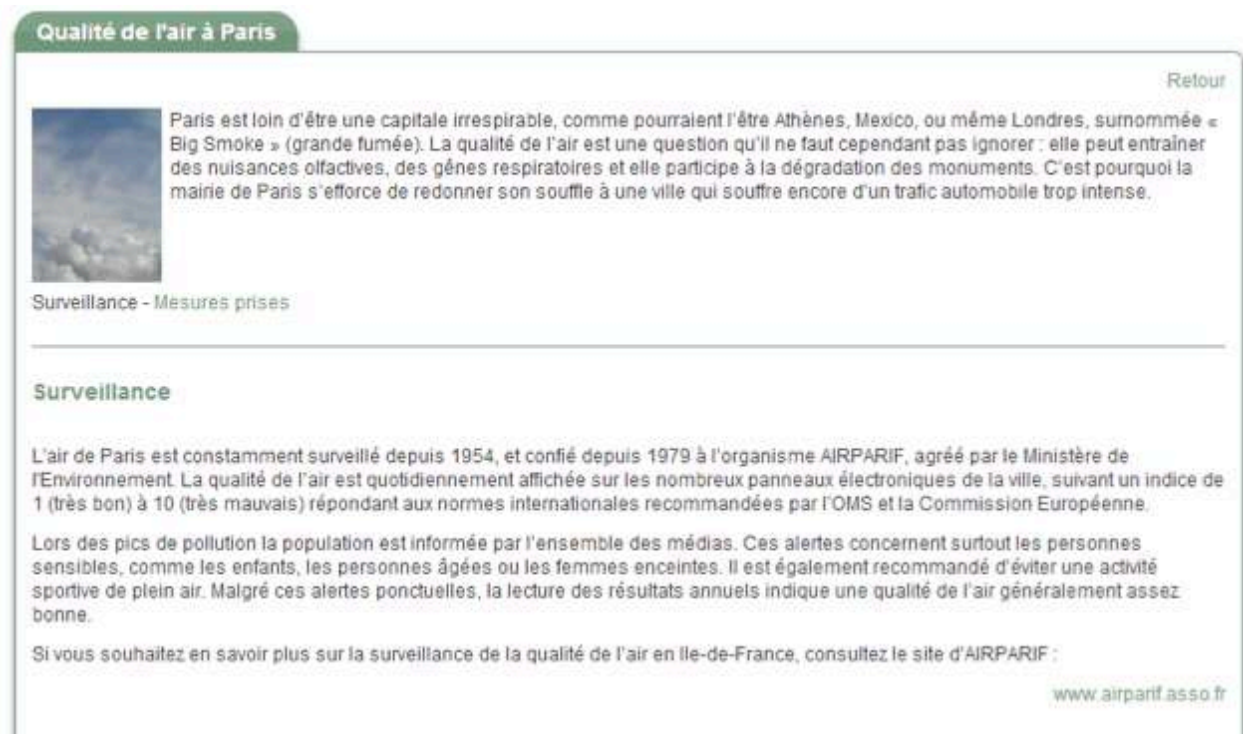 Qualité de l'air à Paris
Retour
Paris est loin d'être une capitale irrespirable, comme pourraient l'être Athènes, Mexico, ou même Londres, surnommée «
Big Smoke » (grande fumée). La qualité de l'air est une question qu'il ne faut cependant pas ignorer : elle peut entraîner
des nuisances olfactives, des gênes respiratoires et elle participe à la dégradation des monuments. C'est pourquoi la
mairie de Paris s'efforce de redonner son souffle à une ville qui souffre encore d'un trafic automobile trop intense.
Surveillance - Mesures prises
Surveillance
L'air de Paris est constamment surveillé depuis 1954, et confié depuis 1979 à l'organisme AIRPARIF, agréé par le Ministère de
l'Environnement. La qualité de l'air est quotidiennement affichée sur les nombreux panneaux électroniques de la ville, suivant un indice de
1 (très bon) à 10 (très mauvais) répondant aux normes internationales recommandées par l'OMS et la Commission Européenne.
Lors des pics de pollution la population est informée par l'ensemble des médias. Ces alertes concernent surtout les personnes
sensibles, comme les enfants, les personnes âgées ou les femmes enceintes. Il est également recommandé d'éviter une activité
sportive de plein air. Malgré ces alertes ponctuelles, la lecture des résultats annuels indique une qualité de l'air généralement assez
bonne.
Si vous souhaitez en savoir plus sur la surveillance de la qualité de l'air en Ile-de-France, consultez le site d'AIRPARIF :
www.airparif.asso.fr